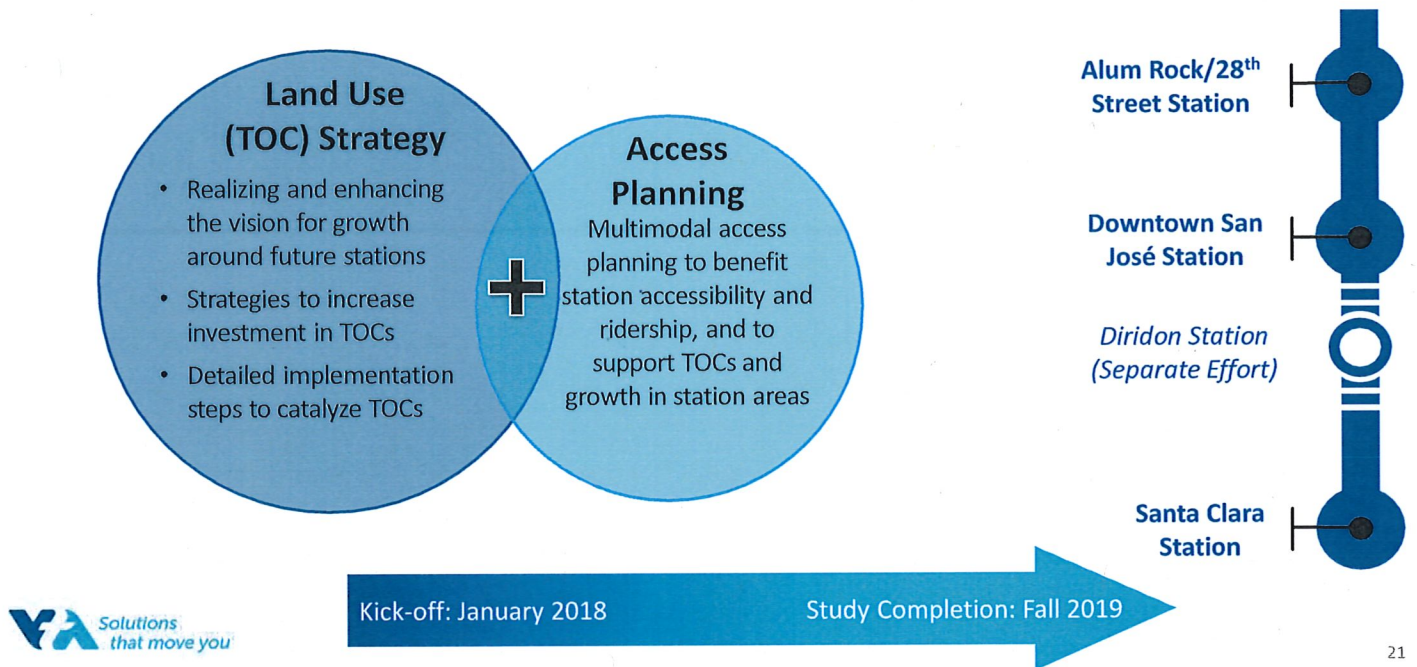 Land Use
(TOC) Strategy
• Realizing and enhancing
the vision for growth
around future stations
• Strategies to increase
investment in TOCs
• Detailed implementation
steps to catalyze TOCs
+
Access
Planning
Multimodal access
planning to benefit
station accessibility and
ridership, and to
support TOCs and
growth in station areas
Alum Rock/28th
Street Station
Downtown San
José Station
Diridon Station
(Separate Effort)
Santa Clara
Station
Kick-off: January 2018
Study Completion: Fall 2019
VTA
Solutions
that move you
21